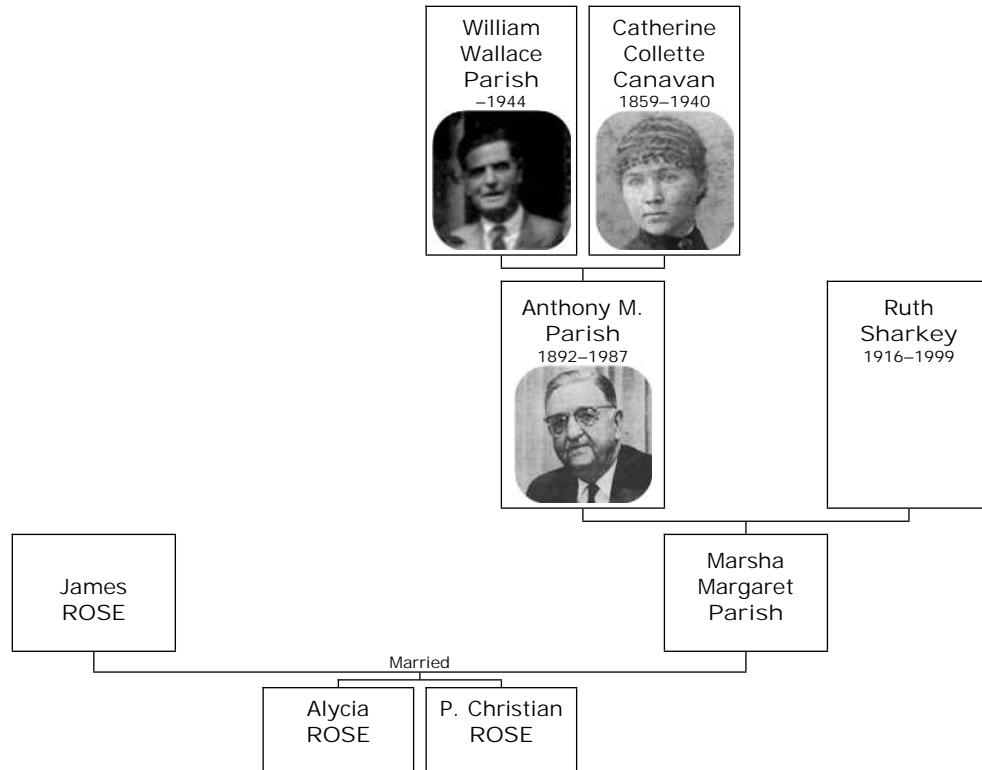 William
Wallace
Parish
–1944
Catherine
Collette
Canavan
1859–1940
Anthony M.
Parish
1892–1987
Ruth
Sharkey
1916–1999
James
ROSE
Marsha
Margaret
Parish
Married
Alycia
ROSE
P. Christian
ROSE